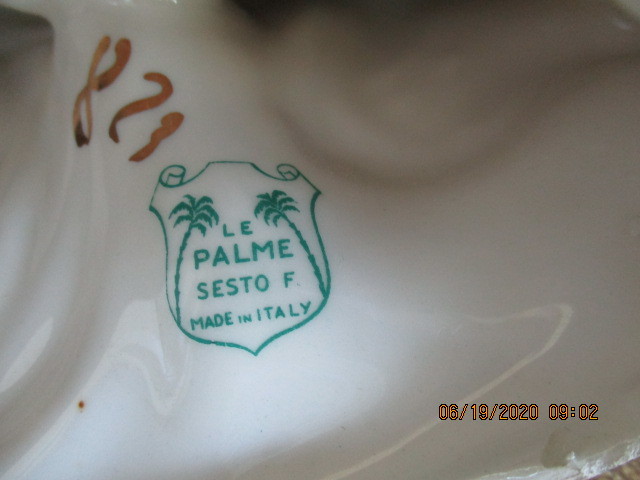 LE
PALME
SESTO F.
MADE IN ITALY
06/19/2020 09:02